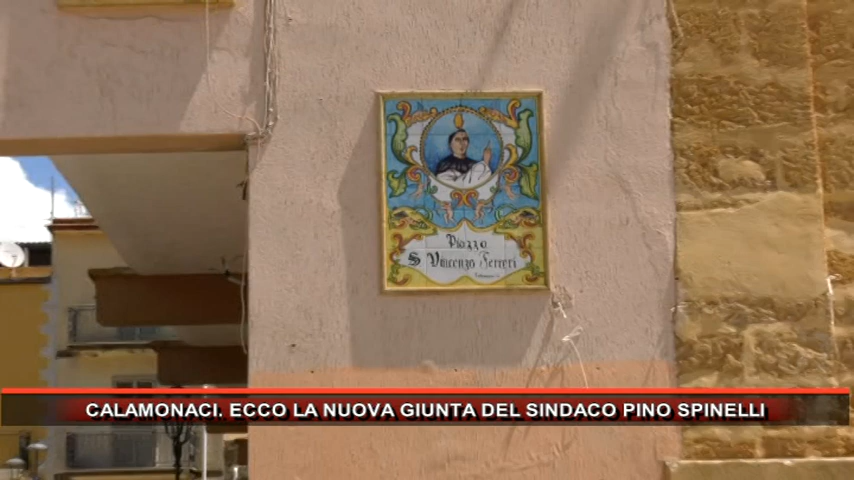 Piazza
S Vincenzo Ferreri
CALAMONACI. ECCO LA NUOVA GIUNTA DEL SINDACO PINO SPINELLI